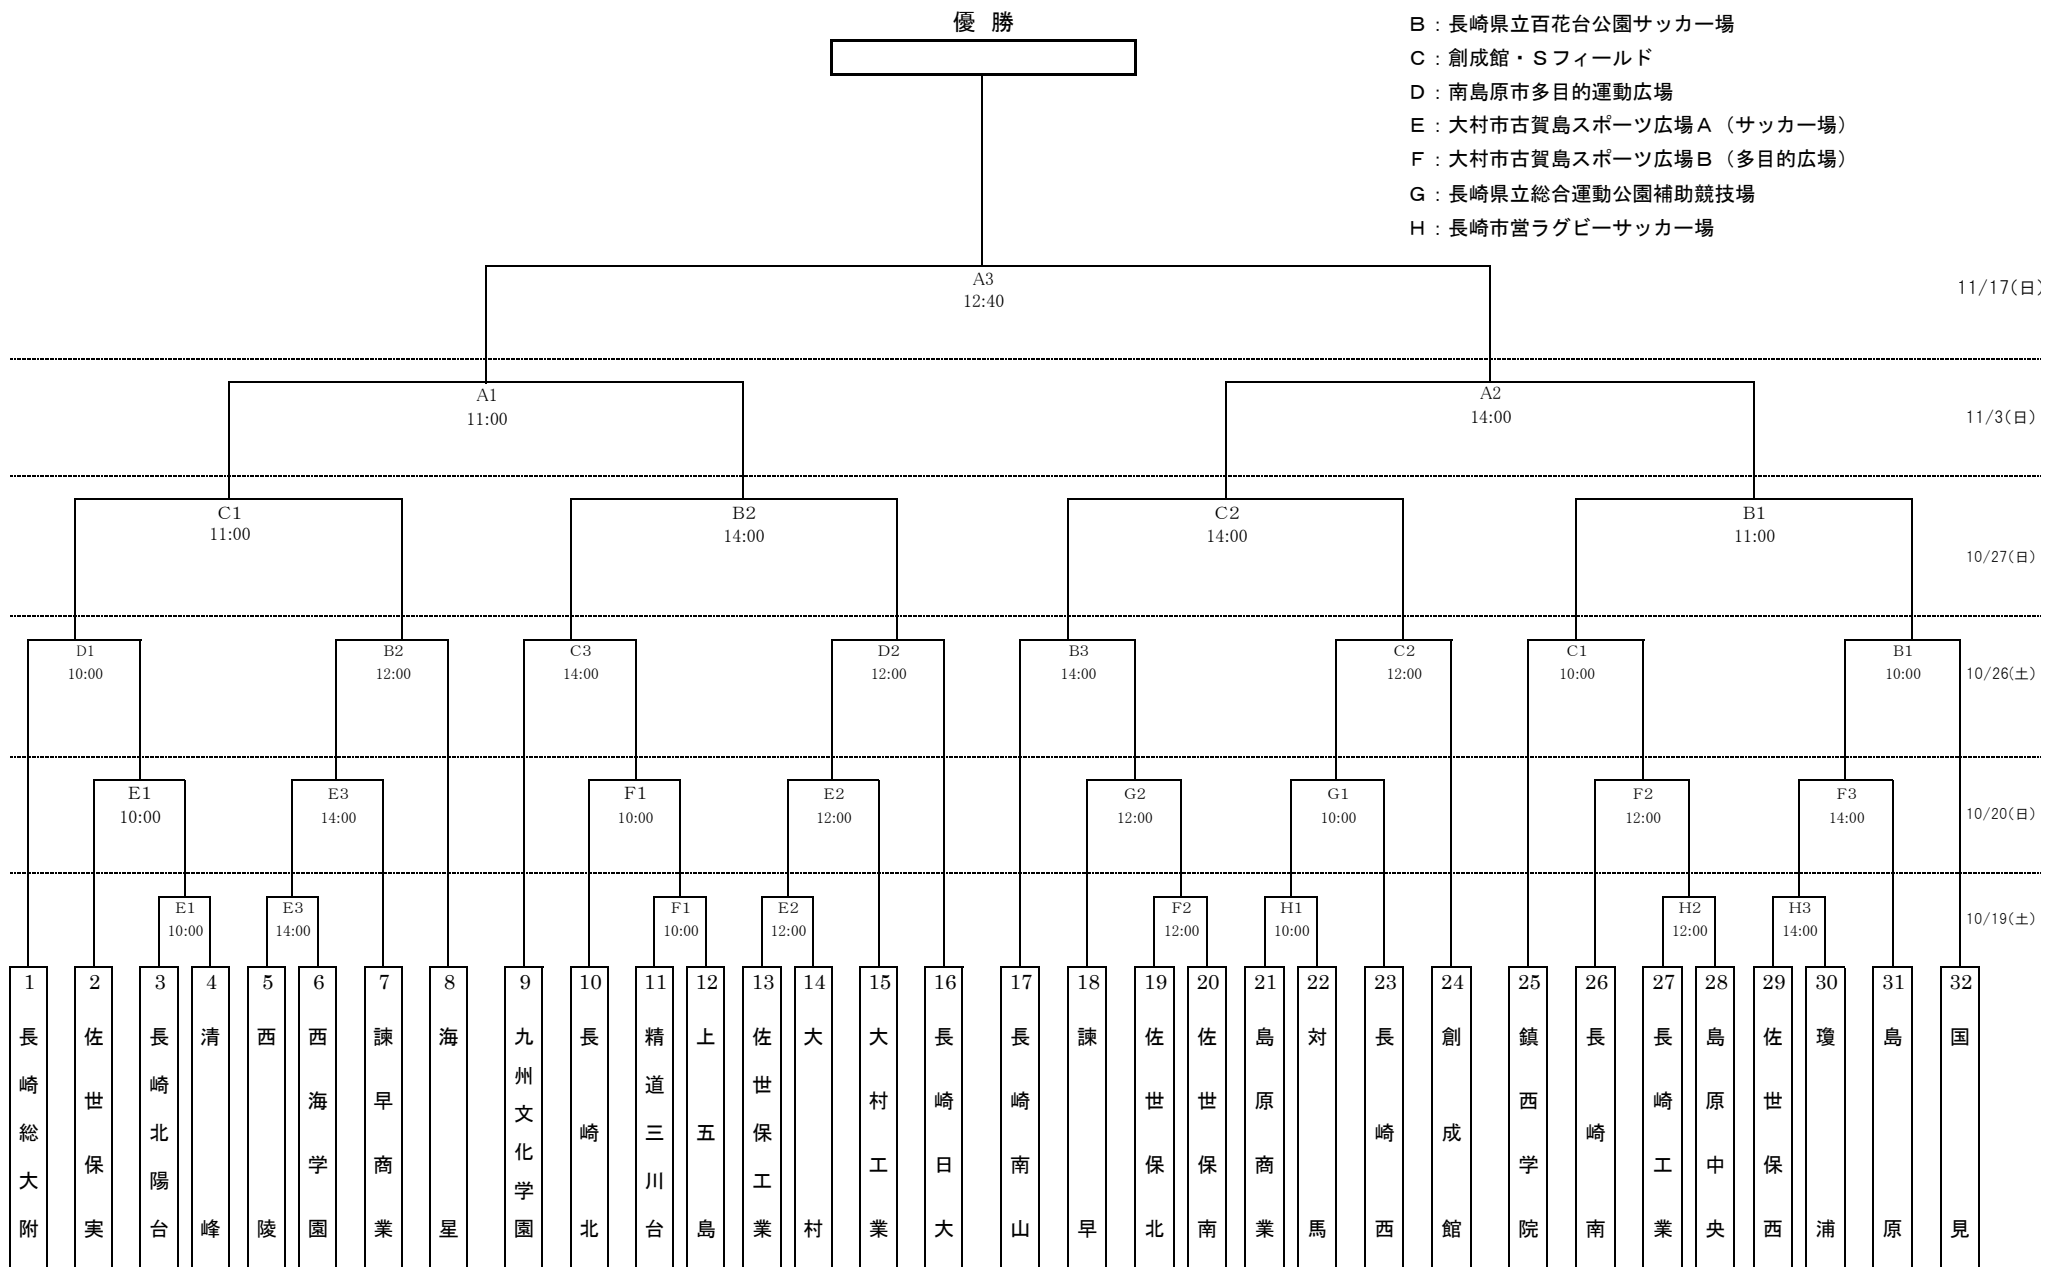 優 勝
B：長崎県立百花台公園サッカー場
C：創成館・Sフィールド
D：南島原市多目的運動広場
E：大村市古賀島スポーツ広場A（サッカー場）
F：大村市古賀島スポーツ広場B（多目的広場）
G：長崎県立総合運動公園補助競技場
H：長崎市営ラグビーサッカー場
A3
12:40
11/17(日)
A1
11:00
A2
14:00
11/3(日)
C1
11:00
B2
14:00
C2
14:00
B1
11:00
10/27(日)
D1
10:00
B2
12:00
C3
14:00
D2
12:00
B3
14:00
C2
12:00
C1
10:00
B1
10:00
10/26(土)
E1
10:00
E3
14:00
F1
10:00
E2
12:00
G2
12:00
G1
10:00
F2
12:00
F3
14:00
10/20(日)
E1
10:00
E3
14:00
F1
10:00
E2
12:00
F2
12:00
H1
10:00
H2
12:00
H3
14:00
10/19(土)
1
長崎総大附
2
佐世保実
3
長崎北陽台
4
清峰
5
西陵
6
西海学園
7
諫早商業
8
海星
9
九州文化学園
10
長崎北
11
精道三川台
12
上五島
13
佐世保工業
14
大村
15
大村工業
16
長崎日大
17
長崎南山
18
諫早
19
佐世保北
20
佐世保南
21
島原商業
22
対馬
23
長崎西
24
創成館
25
鎮西学院
26
長崎南
27
長崎工業
28
島原中央
29
佐世保西
30
瓊浦
31
島原
32
国見